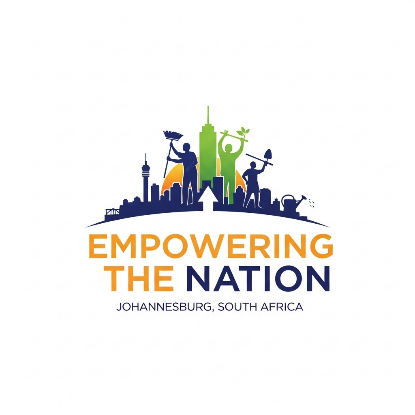 EMPOWERING
THE NATION
JOHANNESBURG, SOUTH AFRICA